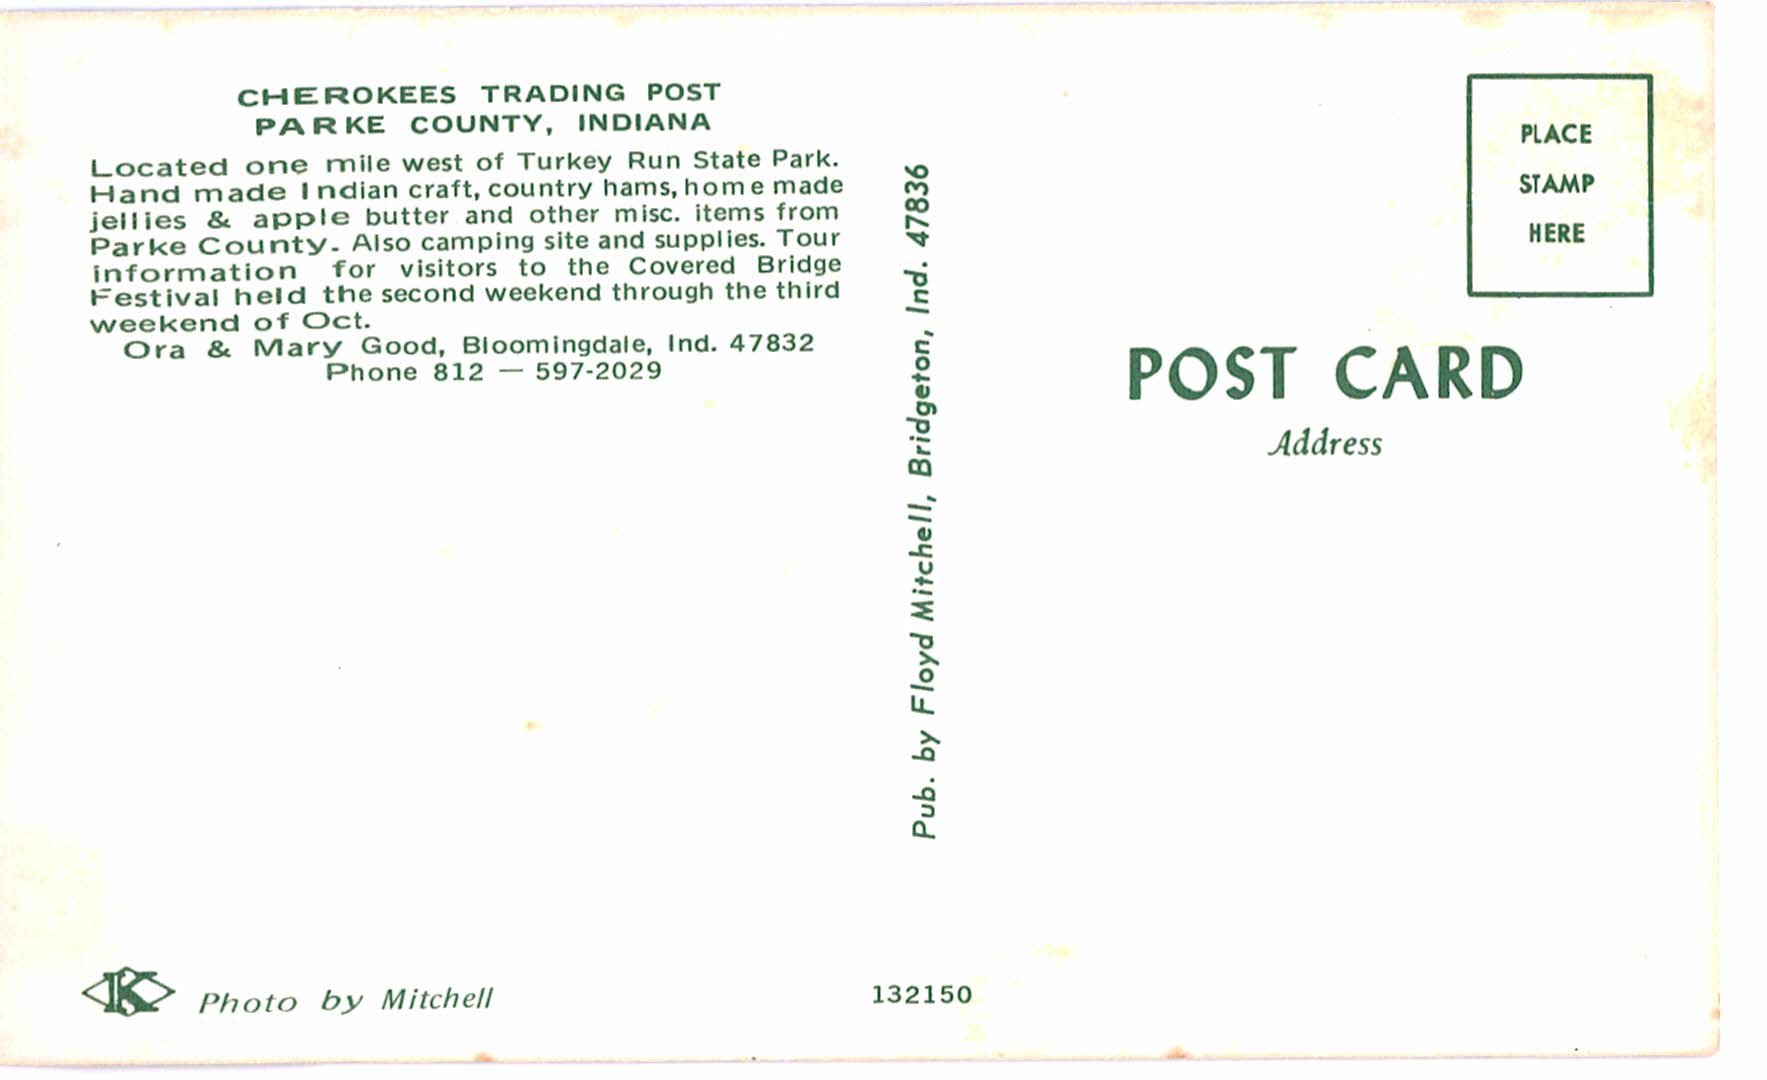 CHEROKEES TRADING POST
PARKE COUNTY, INDIANA
Located one mile west of Turkey Run State Park.
Hand made Indian craft, country hams, home made
jellies & apple butter and other misc. items from
Parke County. Also camping site and supplies. Tour
information for visitors to the Covered Bridge
Festival held the second weekend through the third
weekend of Oct.
Ora & Mary Good, Bloomingdale, Ind. 47832
Phone 812 — 597-2029
K Photo by Mitchell
Pub. by Floyd Mitchell, Bridgeton, Ind. 47836
132150
PLACE
STAMP
HERE
POST CARD
Address